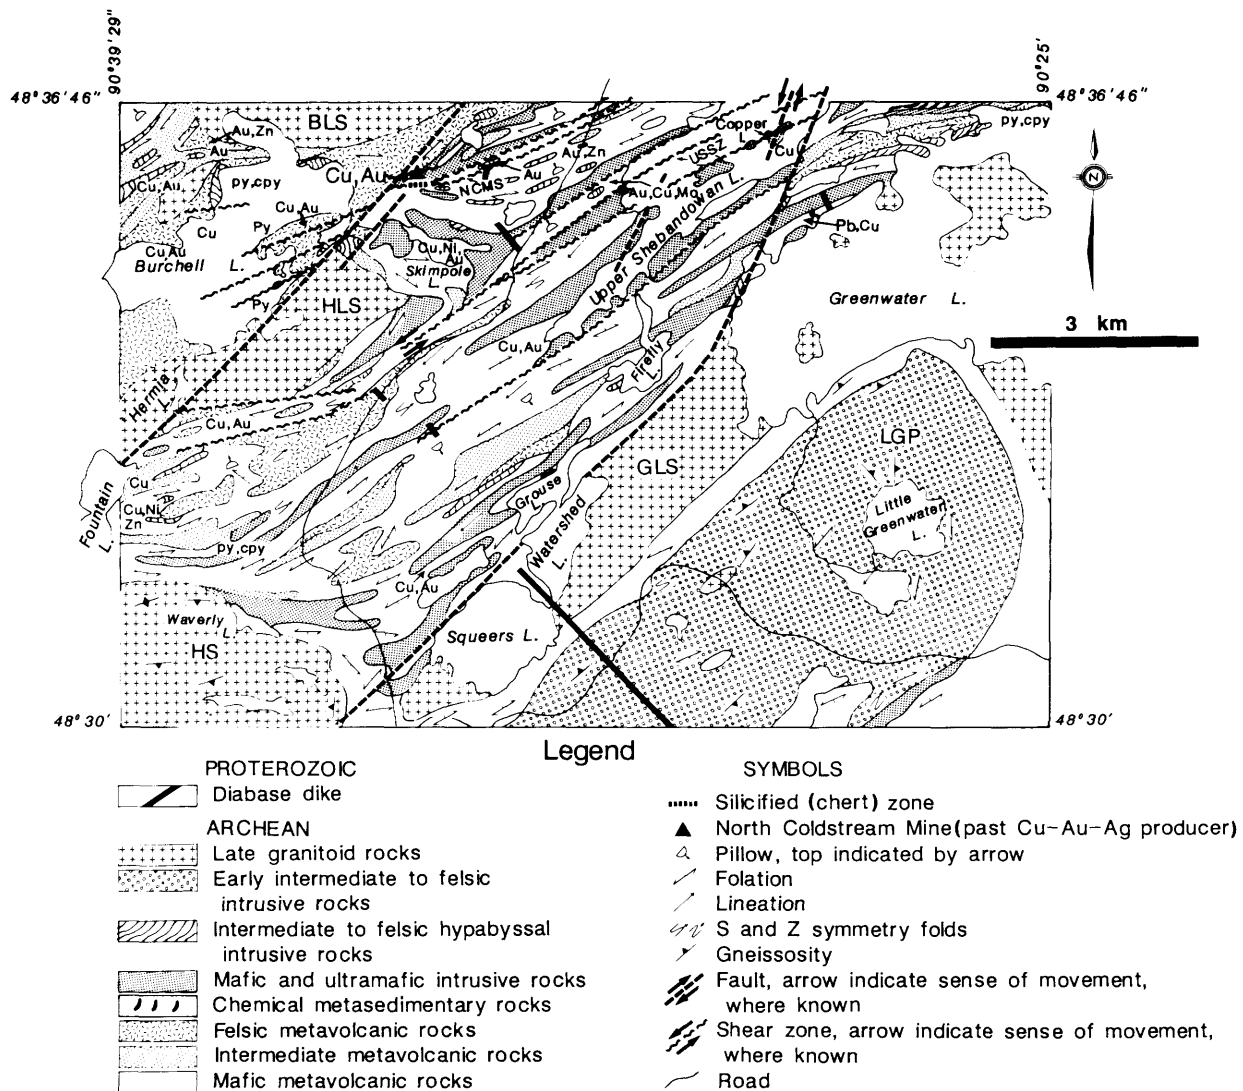 90°39'29"
90°25'
48°36'46"
48°36'46"
BLS
Copper
L.
Cu
py,cpy
Au,Zn
Au
Cu,Au
py,cpy
Cu,Au
NCMS
Au
Au,Zn
USSZ
Au,Cu,Mo
N
Cu
Py
Cu,Au
Cu,Au
Burchell L.
Py
HLS
Cu,Ni,
Au
Skimpole
L.
Upper Shebandowan L.
Pb,Cu
Greenwater L.
3 km
Cu,Au
Firefly
L.
Hermia
L.
Cu,Au
LGP
GLS
Little
Greenwater
L.
Fountain
L.
Cu
Cu,Ni
Zn
py,cpy
Grouse
L.
Watershed
L.
Cu,Au
Waverly
L.
HS
Squeers L.
48°30'
48°30'
Legend
PROTEROZOIC
Diabase dike
ARCHEAN
Late granitoid rocks
Early intermediate to felsic
intrusive rocks
Intermediate to felsic hypabyssal
intrusive rocks
Mafic and ultramafic intrusive rocks
Chemical metasedimentary rocks
Felsic metavolcanic rocks
Intermediate metavolcanic rocks
Mafic metavolcanic rocks
SYMBOLS
Silicified (chert) zone
North Coldstream Mine(past Cu-Au-Ag producer)
Pillow, top indicated by arrow
Folation
Lineation
S and Z symmetry folds
Gneissosity
Fault, arrow indicate sense of movement,
where known
Shear zone, arrow indicate sense of movement,
where known
Road